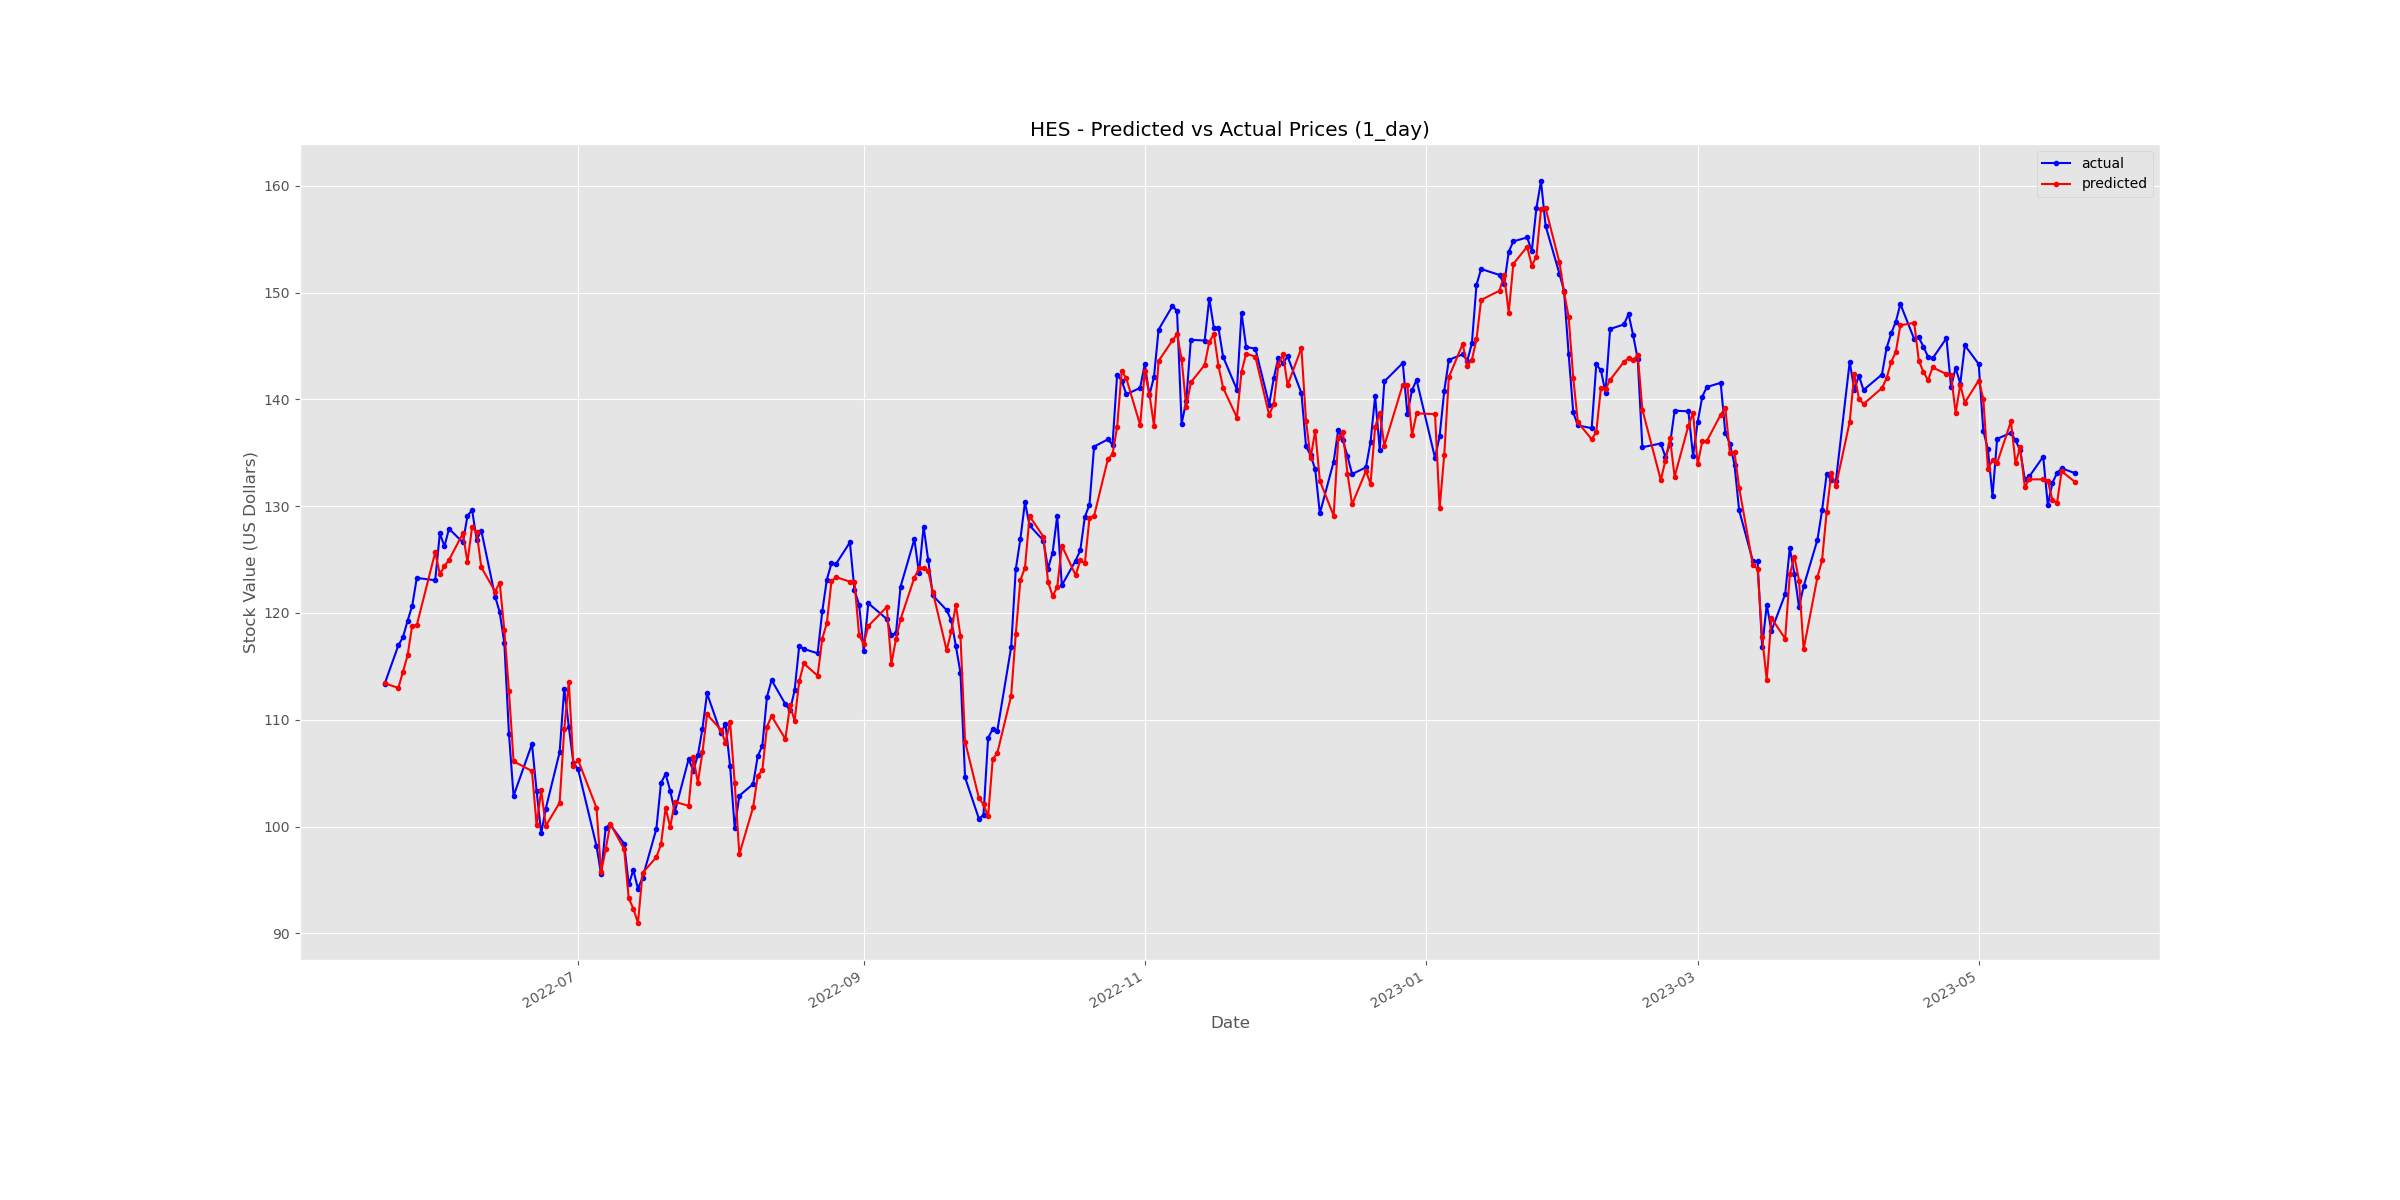 HES - Predicted vs Actual Prices (1_day)
actual
predicted
160
150
140
130
120
110
100
90
Stock Value (US Dollars)
2022-07
2022-09
2022-11
2023-01
2023-03
2023-05
Date